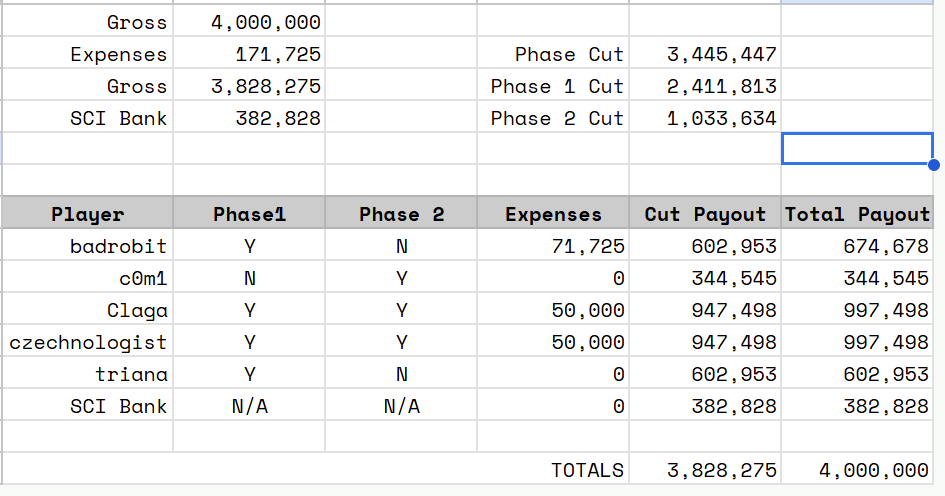 Gross 4,000,000
Expenses 171,725 Phase Cut 3,445,447
Gross 3,828,275 Phase 1 Cut 2,411,813
SCI Bank 382,828 Phase 2 Cut 1,033,634
Player Phase1 Phase 2 Expenses Cut Payout Total Payout
badrobit Y N 71,725 602,953 674,678
c0m1 N Y 0 344,545 344,545
Claga Y Y 50,000 947,498 997,498
czechnologist Y Y 50,000 947,498 997,498
triana Y N 0 602,953 602,953
SCI Bank N/A N/A 0 382,828 382,828
TOTALS 3,828,275 4,000,000